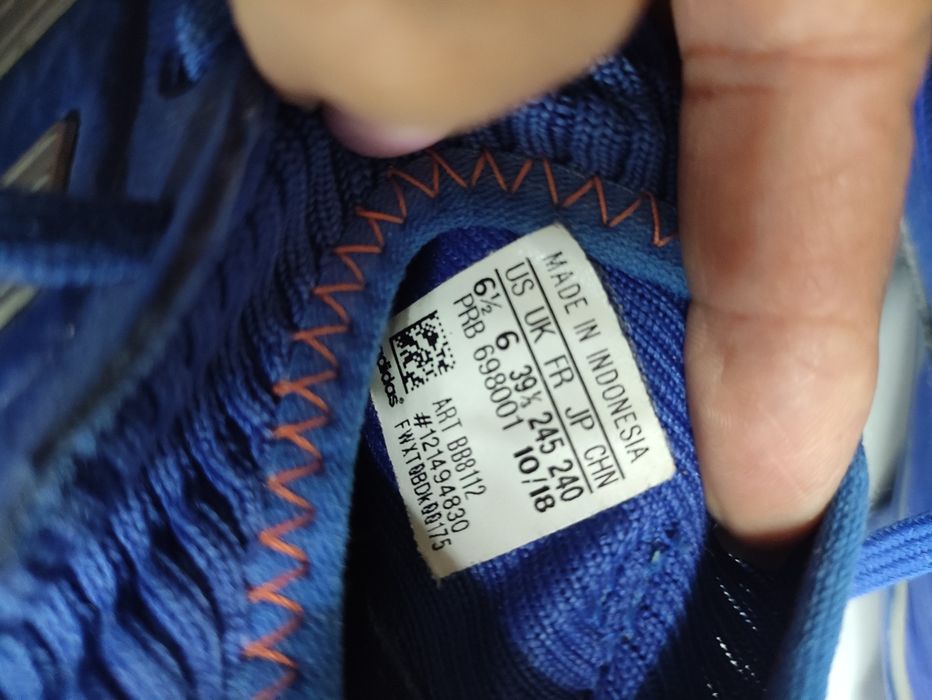 MADE IN INDONESIA
US UK FR JP CHN
6½ 6 39⅓ 245 240
PRB 698001 10/18
ART BB8112
#121494830
FWXT0BDK00175
adidas